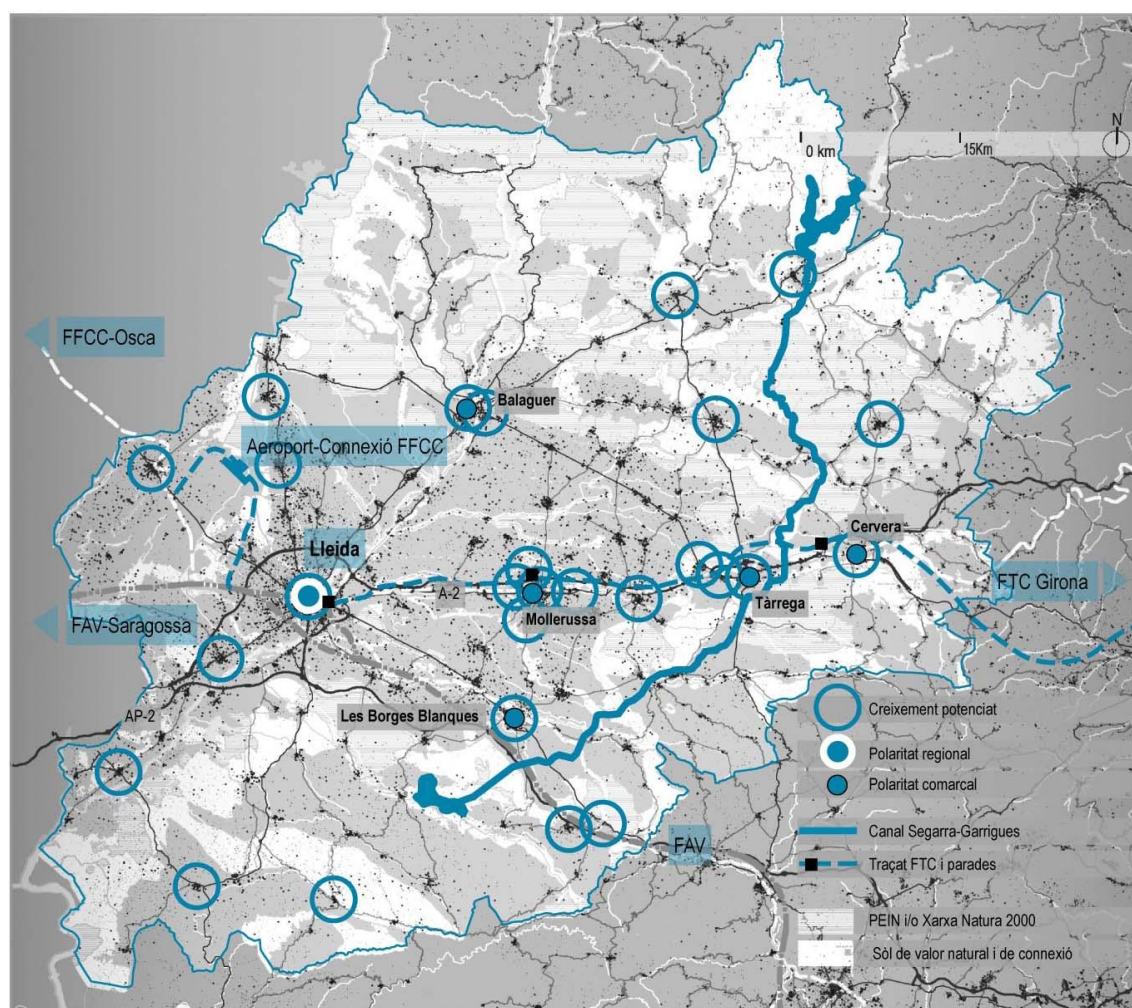 N
0 km
15Km
FFCC-Osca
Balaguer
Aeroport-Connexió FFCC
Cervera
Lleida
FTC Girona
A-2
Tàrrega
FAV-Saragossa
Mollerussa
Les Borges Blanques
AP-2
Creixement potenciat
Polaritat regional
Polaritat comarcal
Canal Segarra-Garrigues
FAV
Traçat FTC i parades
PEIN i/o Xarxa Natura 2000
Sòl de valor natural i de connexió